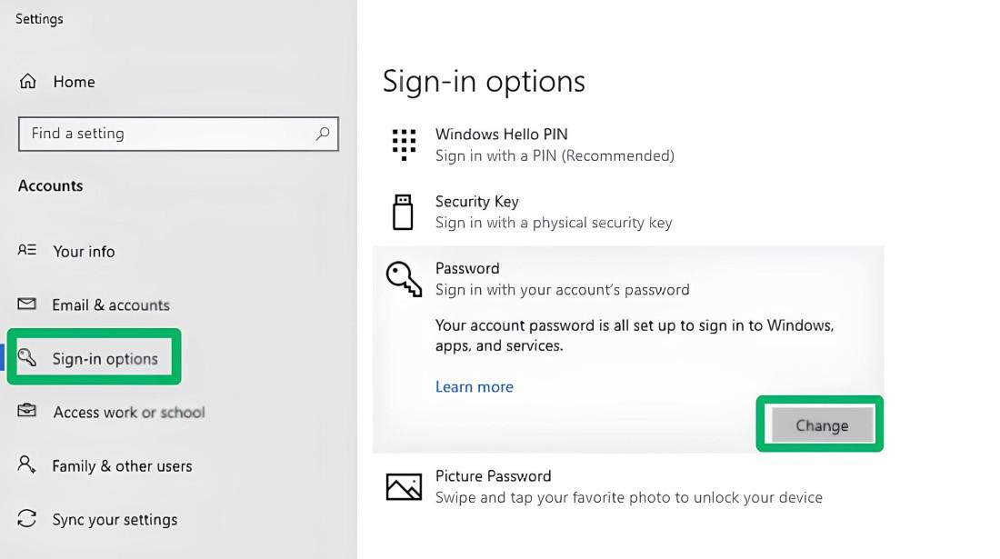 Settings
Home
Find a setting
Accounts
Your info
Email & accounts
Sign-in options
Access work or school
Family & other users
Sync your settings
Sign-in options
Windows Hello PIN
Sign in with a PIN (Recommended)
Security Key
Sign in with a physical security key
Password
Sign in with your account's password
Your account password is all set up to sign in to Windows,
apps, and services.
Learn more
Change
Picture Password
Swipe and tap your favorite photo to unlock your device